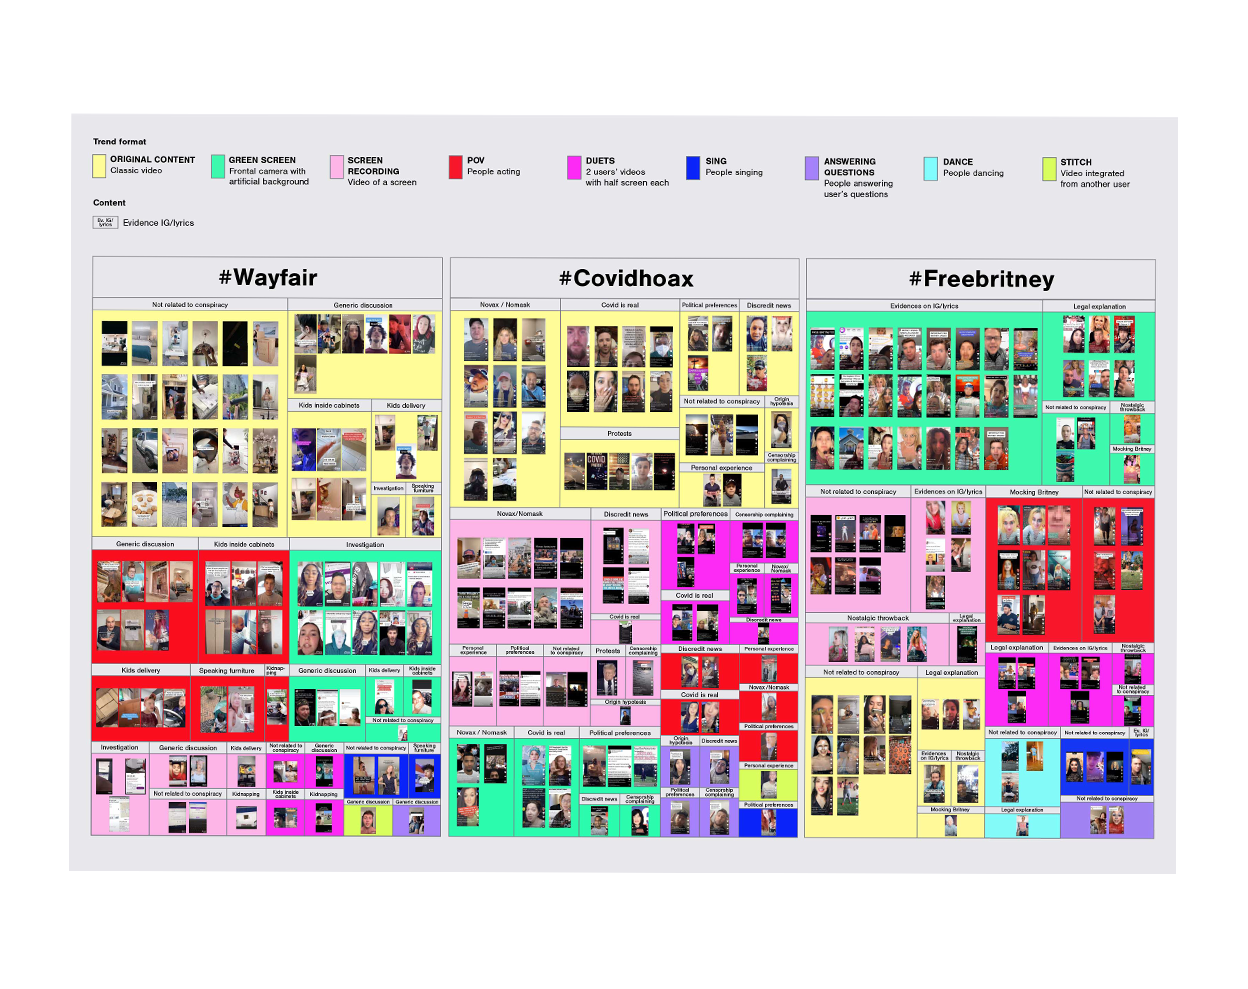 Trend format
ORIGINAL CONTENT
Classic video
GREEN SCREEN
Frontal camera with
artificial background
SCREEN
RECORDING
Video of a screen
POV
People acting
DUETS
2 users' videos
with half screen each
SING
People singing
ANSWERING
QUESTIONS
People answering
user's questions
DANCE
People dancing
STITCH
Video integrated
from another user
Content
Ev. IG/
lyrics
Evidence IG/lyrics
#Wayfair
Not related to conspiracy
Generic discussion
Kids inside cabinets
Kids delivery
Investigation
Speaking
furniture
Generic discussion
Kids inside cabinets
Investigation
Kids delivery
Speaking furniture
Kidnap-
ping
Generic discussion
Kids delivery
Kids inside
cabinets
Not related to conspiracy
Investigation
Generic discussion
Kids delivery
Not related to
conspiracy
Generic
discussion
Not related to conspiracy
Speaking
furniture
Not related to conspiracy
Kidnapping
Kids inside
cabinets
Kidnapping
Generic discussion
Generic discussion
#Covidhoax
Novax / Nomask
Covid is real
Political preferences
Discredit news
Not related to conspiracy
Origin
hypotesis
Protests
Censorship
complaining
Personal experience
Novax/Nomask
Discredit news
Political preferences
Censorship complaining
Personal
experience
Novax/
Nomask
Covid is real
Covid is real
Discredit news
Personal
experience
Political
preferences
Not related
to conspiracy
Protests
Censorship
complaining
Origin hypotesis
Discredit news
Personal experience
Covid is real
Novax/Nomask
Political preferences
Novax / Nomask
Covid is real
Political preferences
Discredit news
Censorship
complaining
Origin
hypotesis
Discredit news
Political
preferences
Censorship
complaining
Personal experience
Political preferences
#Freebritney
Evidences on IG/lyrics
Legal explanation
Not related to conspiracy
Nostalgic
throwback
Mocking Britney
Not related to conspiracy
Evidences on IG/lyrics
Mocking Britney
Not related to conspiracy
Nostalgic throwback
Legal
explanation
Legal explanation
Evidences on IG/lyrics
Nostalgic
throwback
Not related
to conspiracy
Not related to conspiracy
Legal explanation
Evidences
on IG/lyrics
Nostalgic
throwback
Mocking Britney
Not related to conspiracy
Legal explanation
Not related to conspiracy
Ev. IG/
lyrics
Not related to conspiracy